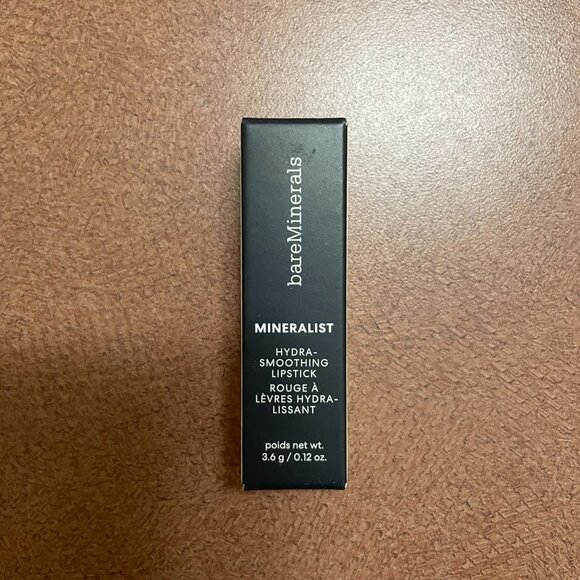 bareMinerals
MINERALIST
HYDRA-
SMOOTHING
LIPSTICK
ROUGE À
LÈVRES HYDRA-
LISSANT
poids net wt.
3.6 g / 0.12 oz.